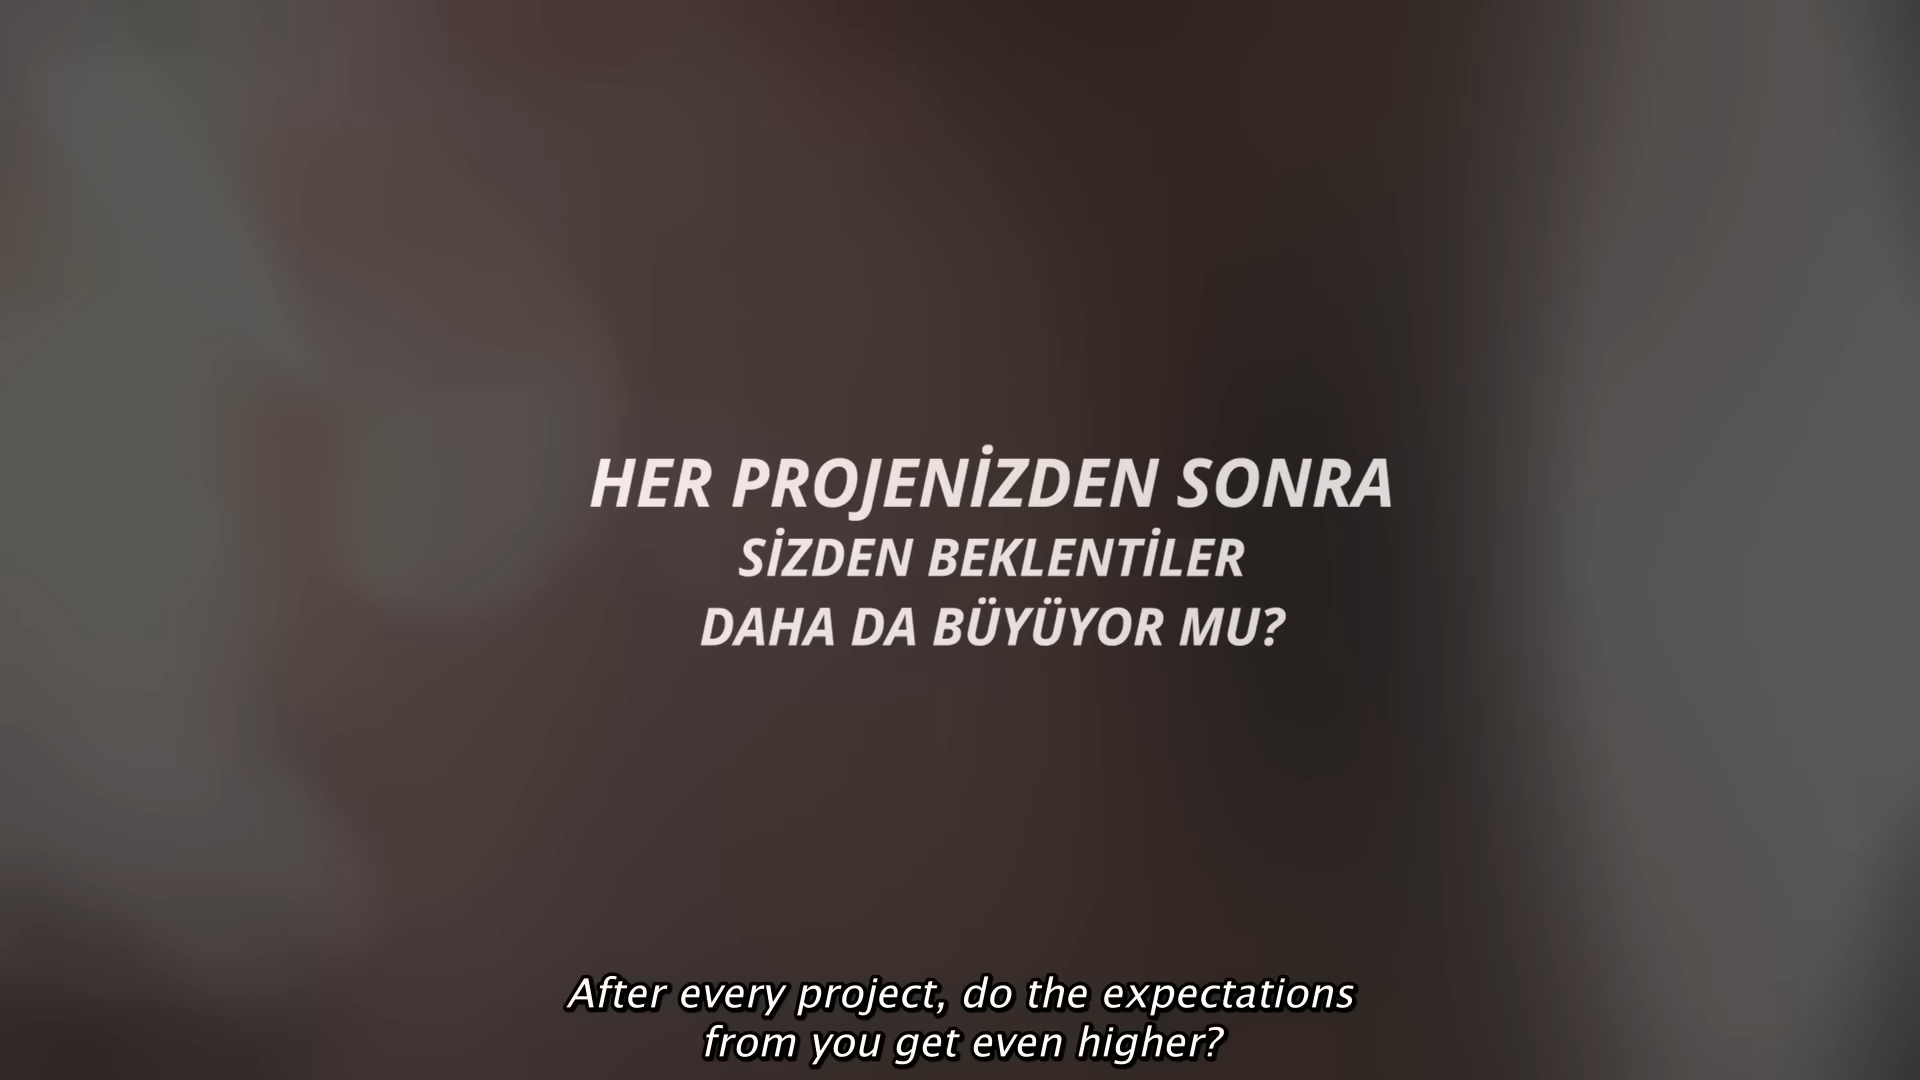 HER PROJENİZDEN SONRA
SİZDEN BEKLENTİLER
DAHA DA BÜYÜYOR MU?
After every project, do the expectations
from you get even higher?